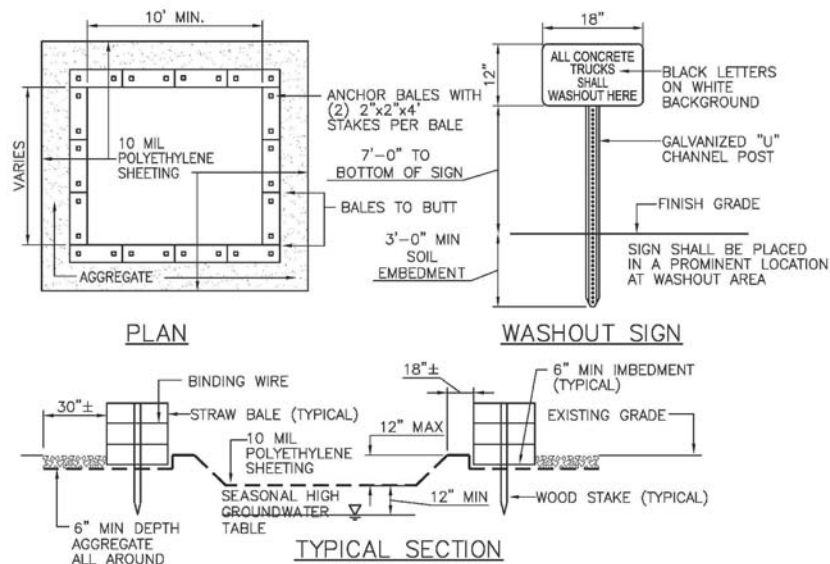 10' MIN.
VARIES
10 MIL
POLYETHYLENE
SHEETING
AGGREGATE
ANCHOR BALES WITH
(2) 2"x2"x4'
STAKES PER BALE
BALES TO BUTT
PLAN
18"
12"
ALL CONCRETE
TRUCKS
SHALL
WASHOUT HERE
BLACK LETTERS
ON WHITE
BACKGROUND
GALVANIZED "U"
CHANNEL POST
7'-0" TO
BOTTOM OF SIGN
FINISH GRADE
3'-0" MIN
SOIL
EMBEDMENT
SIGN SHALL BE PLACED
IN A PROMINENT LOCATION
AT WASHOUT AREA
WASHOUT SIGN
30"±
BINDING WIRE
STRAW BALE (TYPICAL)
10 MIL
POLYETHYLENE
SHEETING
SEASONAL HIGH
GROUNDWATER
TABLE
6" MIN DEPTH
AGGREGATE
ALL AROUND
18"±
12" MAX
12" MIN
6" MIN IMBEDMENT
(TYPICAL)
EXISTING GRADE
WOOD STAKE (TYPICAL)
TYPICAL SECTION